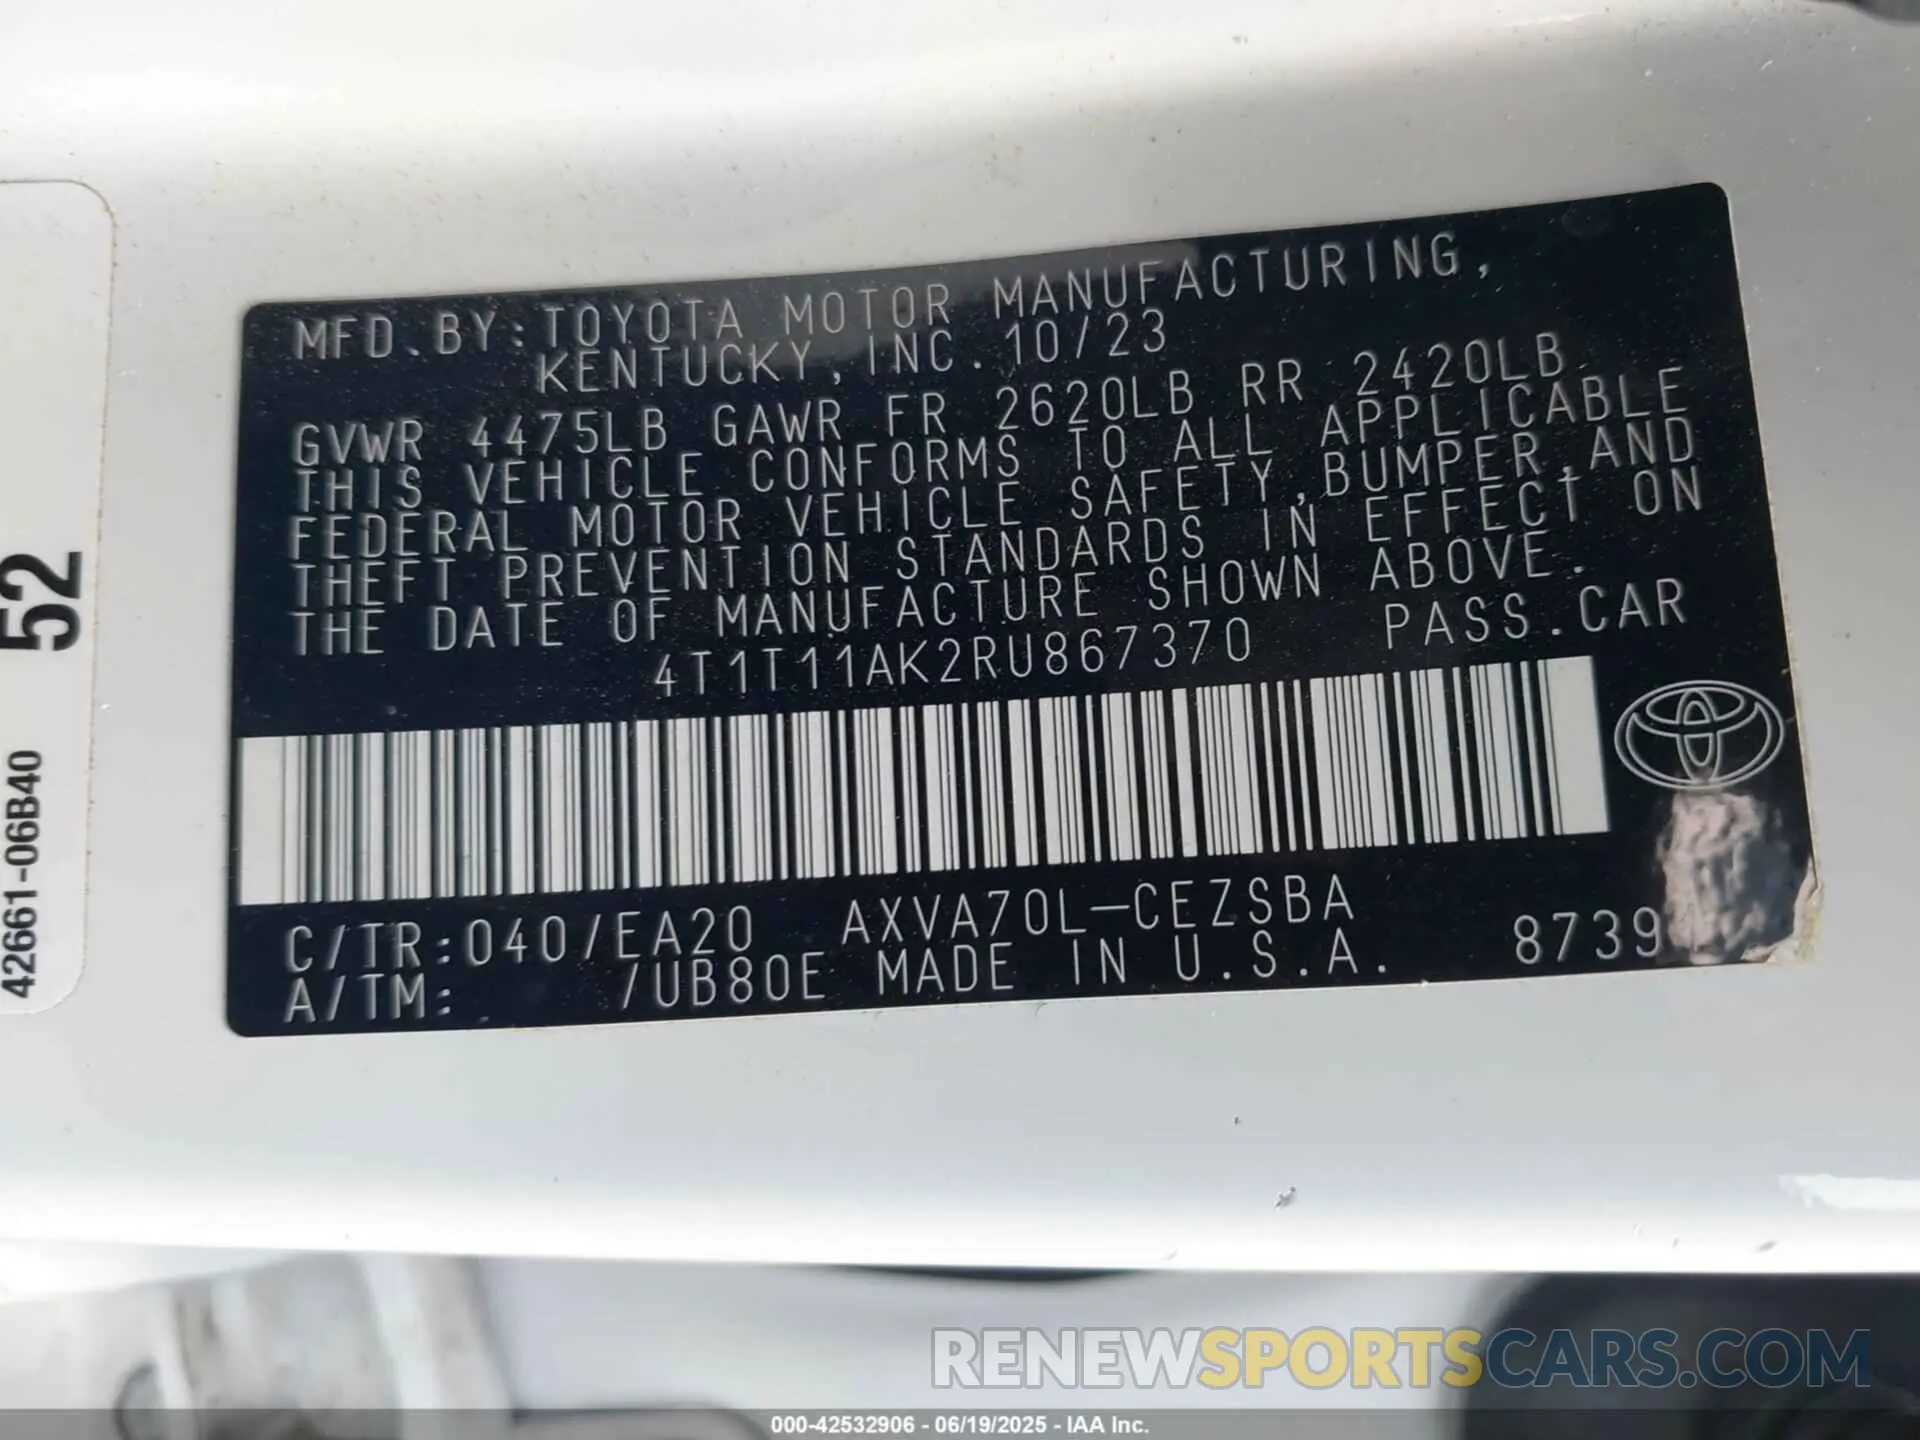 MFD.BY:TOYOTA MOTOR MANUFACTURING,
KENTUCKY,INC. 10/23
GVWR 4475LB GAWR FR 2620LB RR 2420LB
THIS VEHICLE CONFORMS TO ALL APPLICABLE
FEDERAL MOTOR VEHICLE SAFETY,BUMPER,AND
THEFT PREVENTION STANDARDS IN EFFECT ON
THE DATE OF MANUFACTURE SHOWN ABOVE.
4T1T11AK2RU867370 PASS.CAR
C/TR:040/EA20 AXVA70L-CEZSBA
A/TM: /UB80E MADE IN U.S.A. 8739
52
42661-06B40
RENEWSPORTSCARS.COM
000-42532906 - 06/19/2025 - IAA Inc.